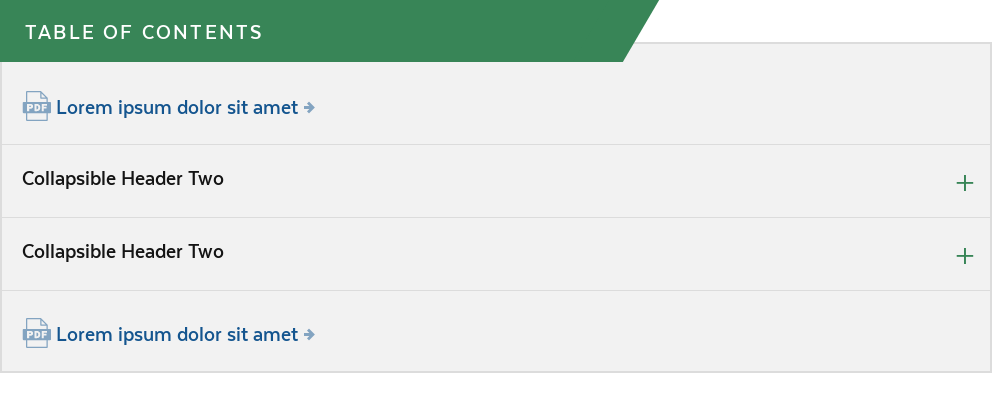 TABLE OF CONTENTS
PDF Lorem ipsum dolor sit amet
Collapsible Header Two
Collapsible Header Two
PDF Lorem ipsum dolor sit amet